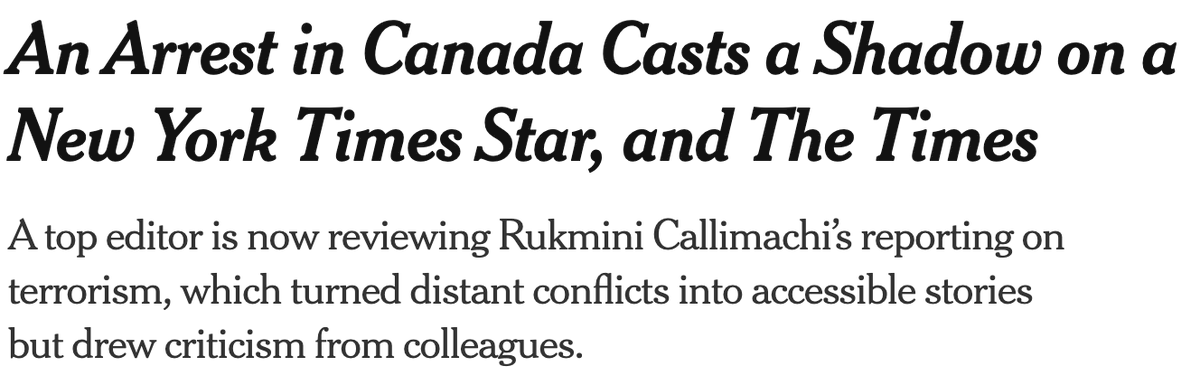 An Arrest in Canada Casts a Shadow on a
New York Times Star, and The Times
A top editor is now reviewing Rukmini Callimachi’s reporting on
terrorism, which turned distant conflicts into accessible stories
but drew criticism from colleagues.